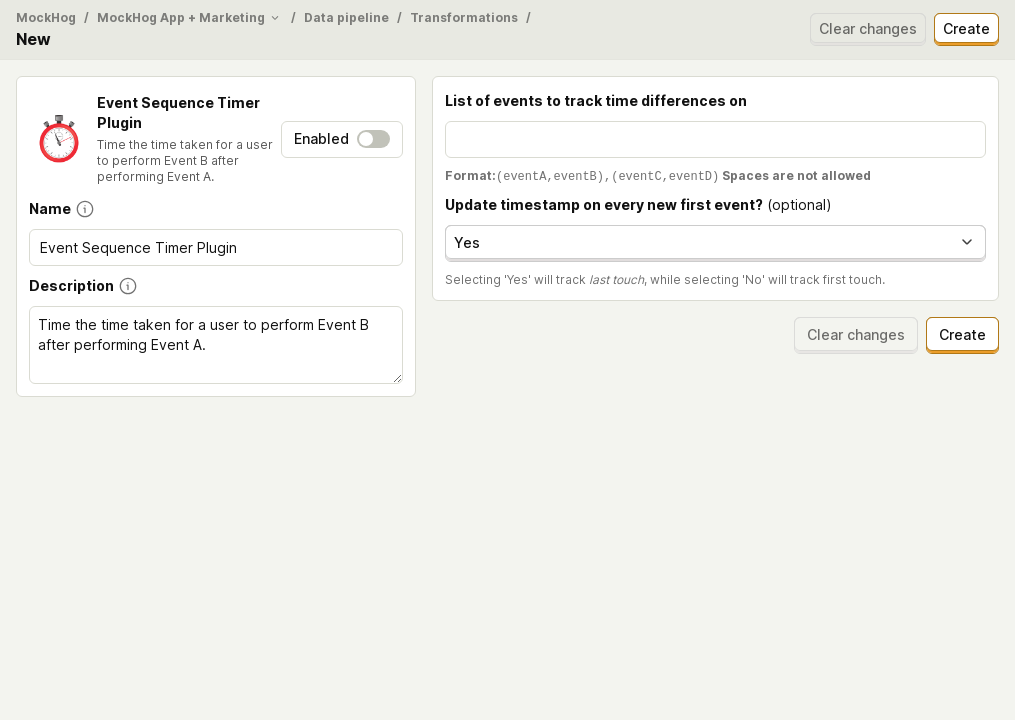 MockHog / MockHog App + Marketing / Data pipeline / Transformations /
New
Clear changes
Create
Event Sequence Timer
Plugin
Time the time taken for a user
to perform Event B after
performing Event A.
Enabled
Name
Event Sequence Timer Plugin
Description
Time the time taken for a user to perform Event B
after performing Event A.
List of events to track time differences on
Format:(eventA,eventB),(eventC,eventD) Spaces are not allowed
Update timestamp on every new first event? (optional)
Yes
Selecting 'Yes' will track last touch, while selecting 'No' will track first touch.
Clear changes
Create